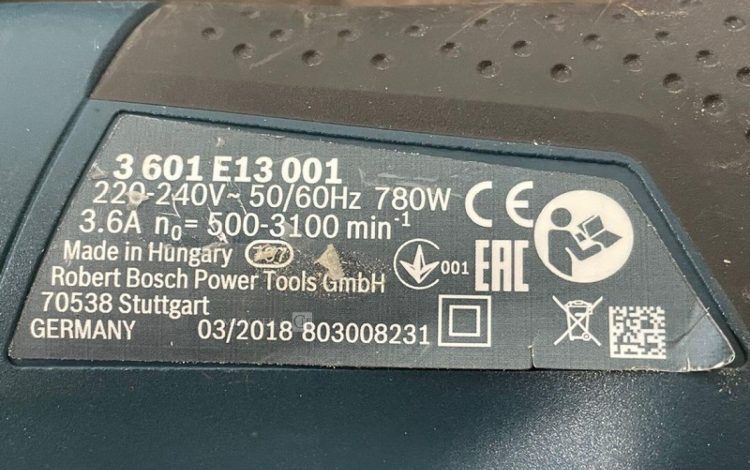 3 601 E13 001
220-240V~ 50/60Hz 780W
3.6A n₀= 500-3100 min⁻¹
Made in Hungary
Robert Bosch Power Tools GmbH
70538 Stuttgart
GERMANY 03/2018 803008231
CE
001
EAC